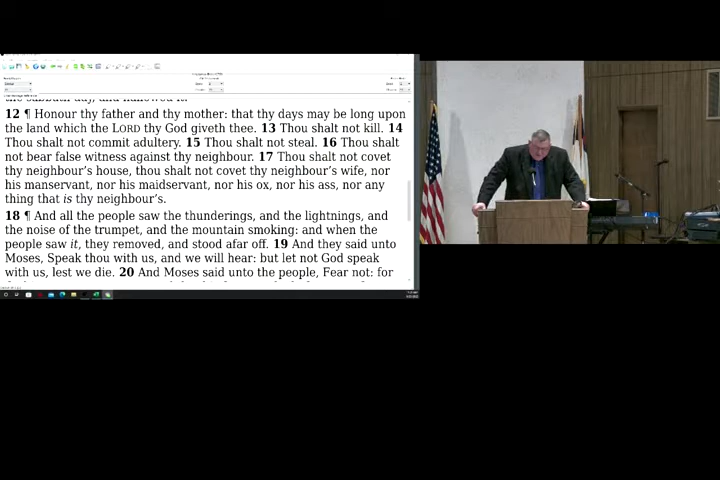 12 ¶ Honour thy father and thy mother: that thy days may be long upon
the land which the LORD thy God giveth thee. 13 Thou shalt not kill. 14
Thou shalt not commit adultery. 15 Thou shalt not steal. 16 Thou shalt
not bear false witness against thy neighbour. 17 Thou shalt not covet
thy neighbour's house, thou shalt not covet thy neighbour's wife, nor
his manservant, nor his maidservant, nor his ox, nor his ass, nor any
thing that is thy neighbour's.
18 ¶ And all the people saw the thunderings, and the lightnings, and
the noise of the trumpet, and the mountain smoking: and when the
people saw it, they removed, and stood afar off. 19 And they said unto
Moses, Speak thou with us, and we will hear: but let not God speak
with us, lest we die. 20 And Moses said unto the people, Fear not: for